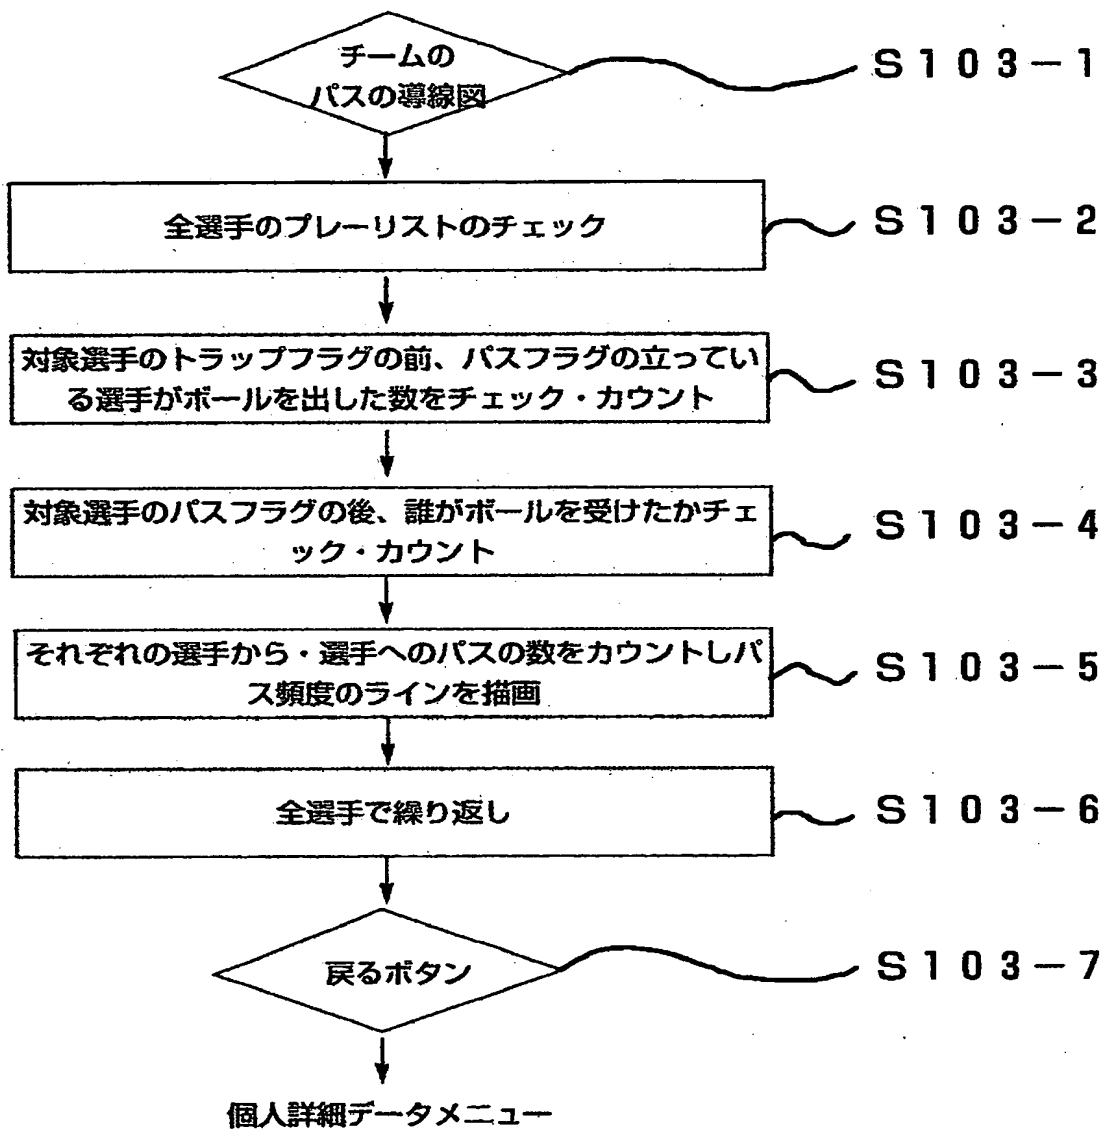 チームの
パスの導線図
S103-1
全選手のプレーリストのチェック
S103-2
対象選手のトラップフラグの前、パスフラグの立ってい
る選手がボールを出した数をチェック・カウント
S103-3
対象選手のパスフラグの後、誰がボールを受けたかチェ
ック・カウント
S103-4
それぞれの選手から・選手へのパスの数をカウントしパ
ス頻度のラインを描画
S103-5
全選手で繰り返し
S103-6
戻るボタン
S103-7
個人詳細データメニュー